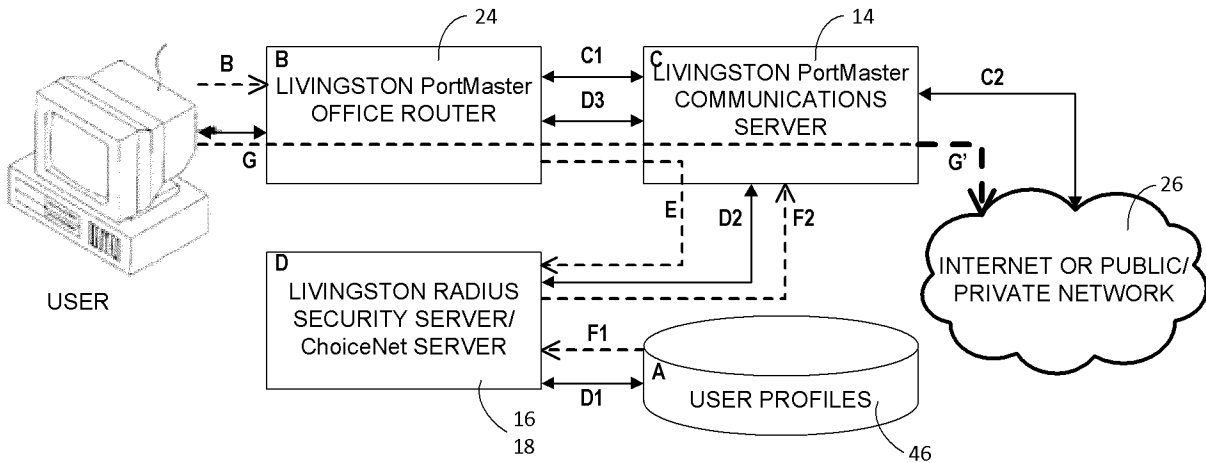 24
14
B
B
LIVINGSTON PortMaster
OFFICE ROUTER
C1
D3
C
LIVINGSTON PortMaster
COMMUNICATIONS
SERVER
C2
G
G’
E
D2
F2
26
INTERNET OR PUBLIC/
PRIVATE NETWORK
USER
D
LIVINGSTON RADIUS
SECURITY SERVER/
ChoiceNet SERVER
F1
D1
A
USER PROFILES
16
18
46